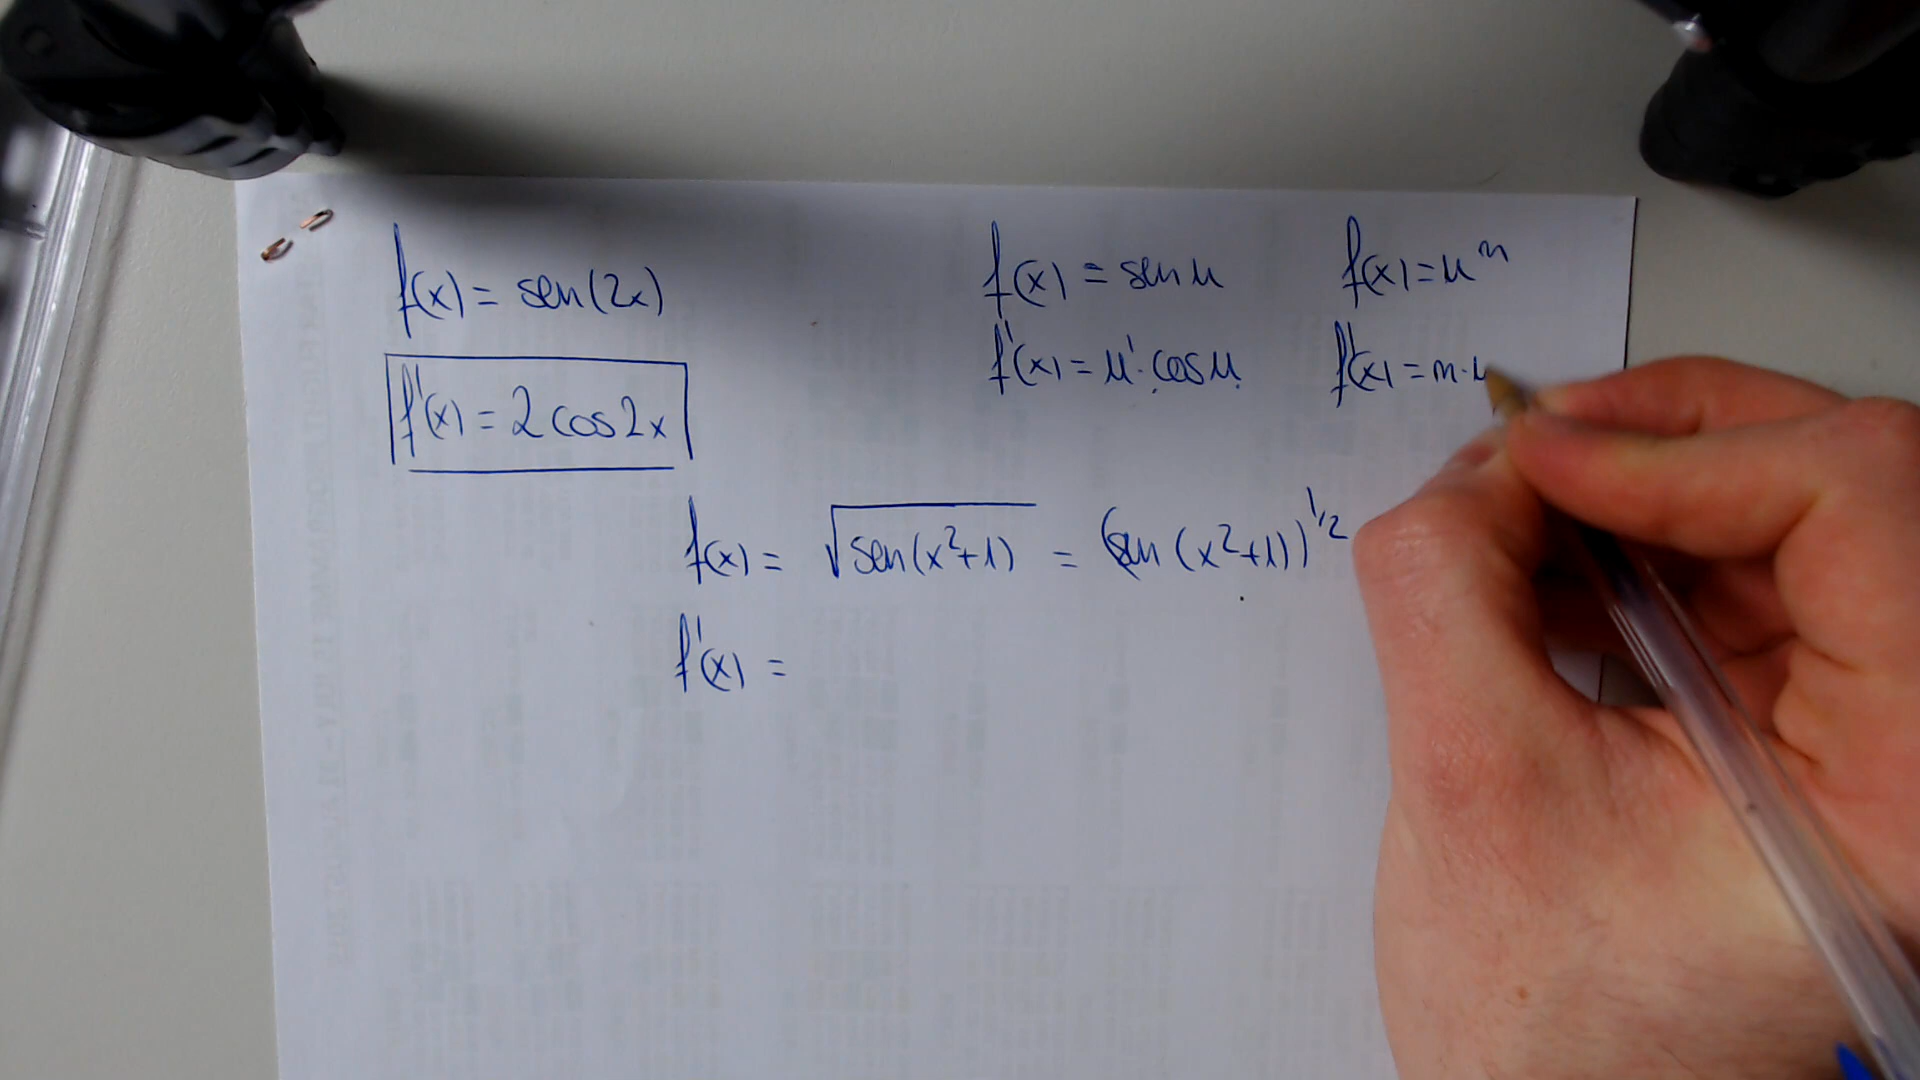 f(x) = sen(2x)
f'(x) = 2 cos 2x
f(x) = sen u
f'(x) = u' · cos u
f(x) = u^n
f'(x) = n · u
f(x) = √sen(x²+1) = (sen (x²+1))^1/2
f'(x) =